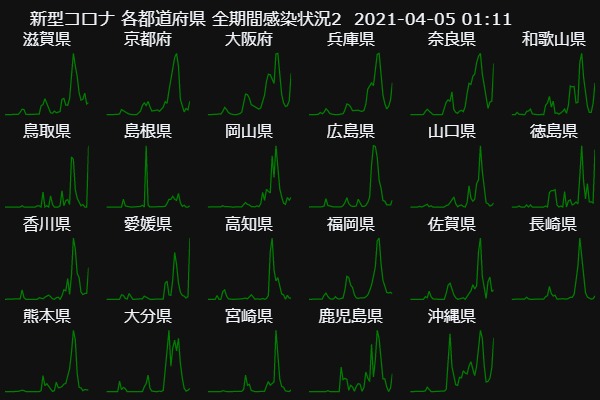 新型コロナ 各都道府県 全期間感染状況2 2021-04-05 01:11
滋賀県 京都府 大阪府 兵庫県 奈良県 和歌山県
鳥取県 島根県 岡山県 広島県 山口県 徳島県
香川県 愛媛県 高知県 福岡県 佐賀県 長崎県
熊本県 大分県 宮崎県 鹿児島県 沖縄県